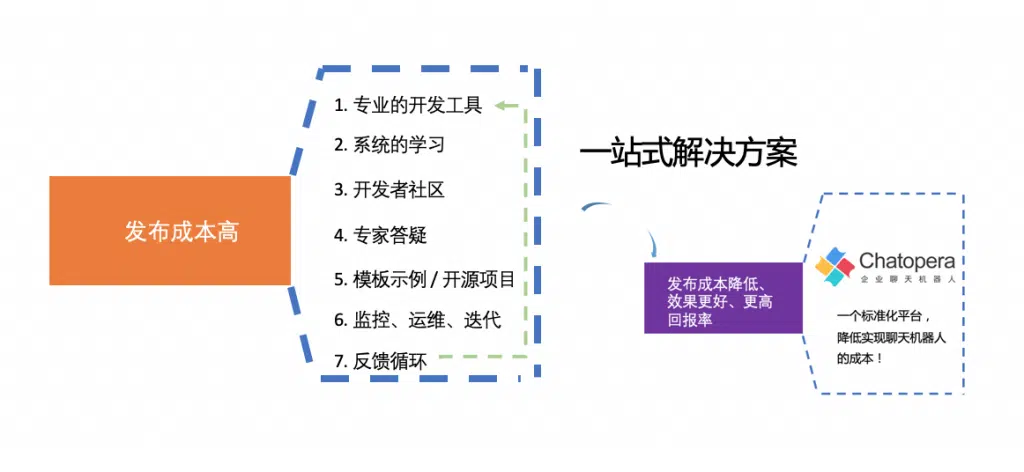 发布成本高
1. 专业的开发工具
2. 系统的学习
3. 开发者社区
4. 专家答疑
5. 模板示例 / 开源项目
6. 监控、运维、迭代
7. 反馈循环
一站式解决方案
发布成本降低、
效果更好、更高
回报率
Chatopera
企业聊天机器人
一个标准化平台，
降低实现聊天机器人
的成本！